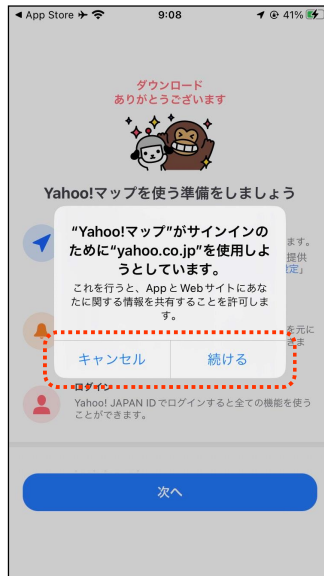 App Store
9:08
41%
ダウンロード
ありがとうございます
Yahoo!マップを使う準備をしましょう
ます。
提供
定」
“Yahoo!マップ”がサインインの
ために“yahoo.co.jp”を使用しよ
うとしています。
これを行うと、AppとWebサイトにあな
たに関する情報を共有することを許可しま
す。
を元に
きま
キャンセル
続ける
ログイン
Yahoo! JAPAN IDでログインすると全ての機能を使う
ことができます。
次へ